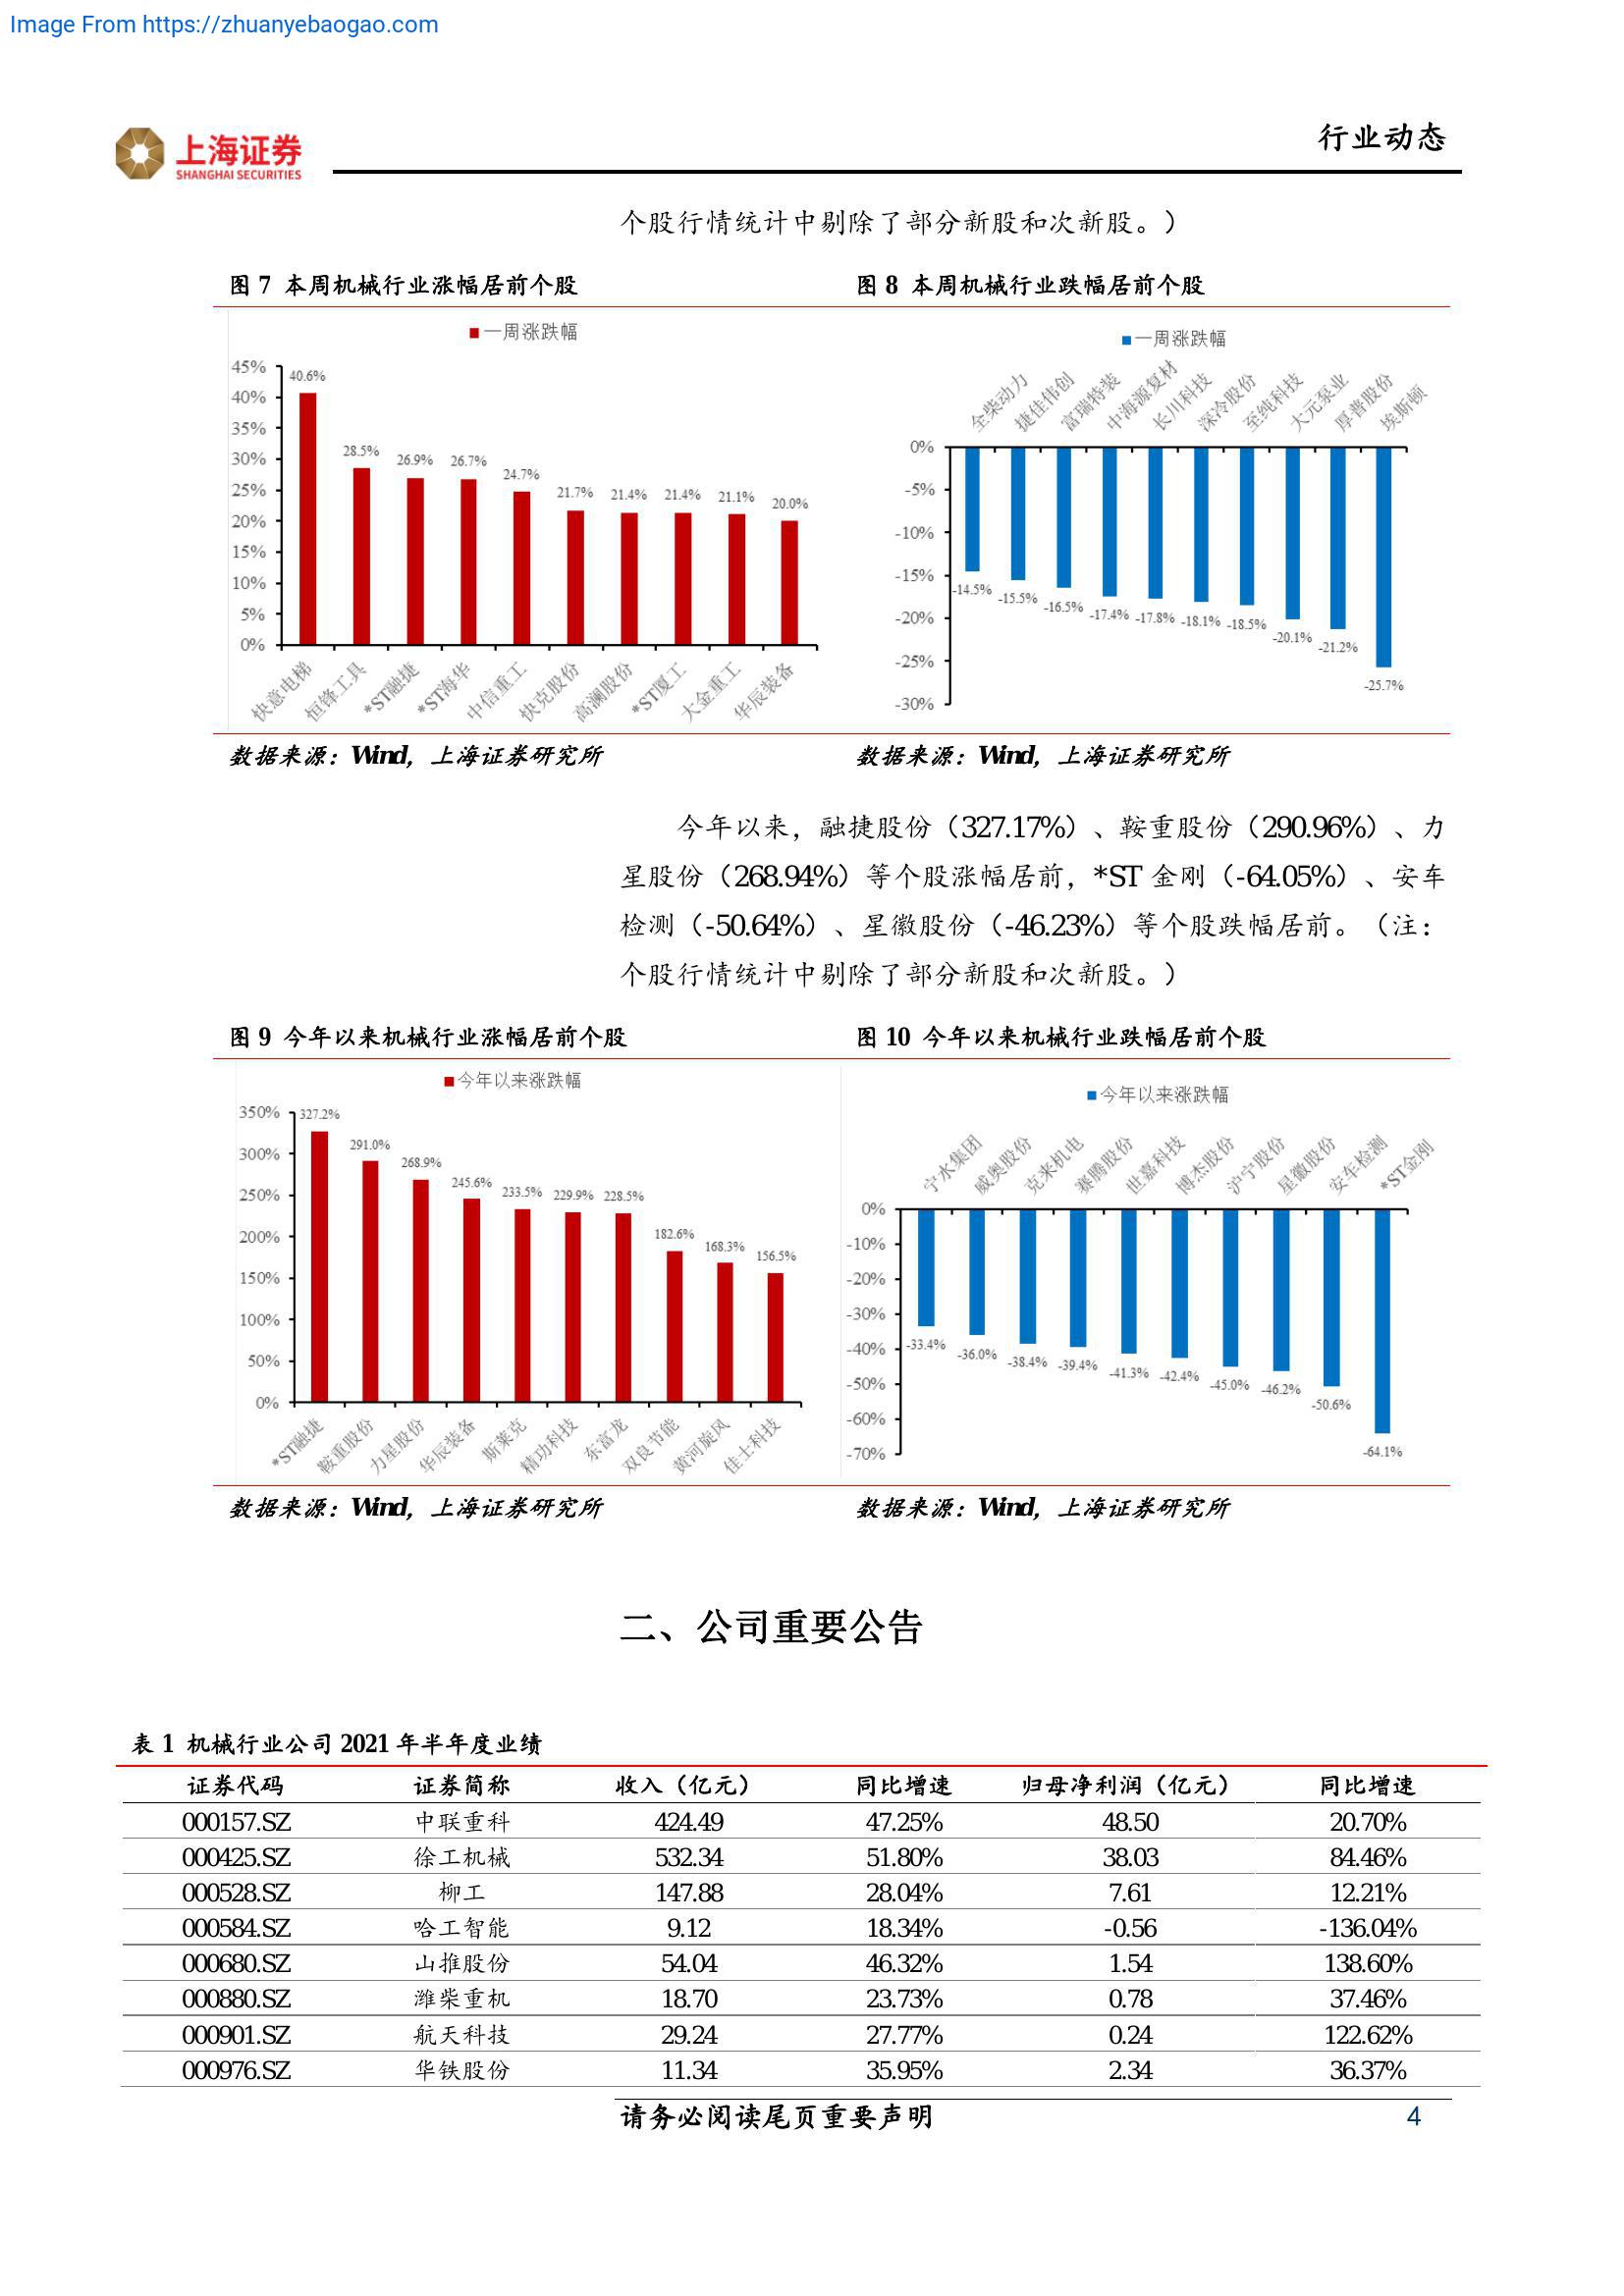 Image From https://zhuanyebaogao.com
上海证券
SHANGHAI SECURITIES
行业动态
个股行情统计中剔除了部分新股和次新股。）
图 7 本周机械行业涨幅居前个股
一周涨跌幅
45%
40%
35%
30%
25%
20%
15%
10%
5%
0%
40.6%
28.5%
26.9%
26.7%
24.7%
21.7%
21.4%
21.4%
21.1%
20.0%
快意电梯
恒锋工具
*ST融捷
*ST海华
中信重工
快克股份
高澜股份
*ST厦工
大金重工
华辰装备
数据来源：Wind，上海证券研究所
图 8 本周机械行业跌幅居前个股
一周涨跌幅
全柴动力
捷佳伟创
富瑞特装
中海源复材
长川科技
深冷股份
至纯科技
大元泵业
厚普股份
埃斯顿
0%
-5%
-10%
-15%
-20%
-25%
-30%
-14.5%
-15.5%
-16.5%
-17.4%
-17.8%
-18.1%
-18.5%
-20.1%
-21.2%
-25.7%
数据来源：Wind，上海证券研究所
今年以来，融捷股份（327.17%）、鞍重股份（290.96%）、力
星股份（268.94%）等个股涨幅居前，*ST 金刚（-64.05%）、安车
检测（-50.64%）、星徽股份（-46.23%）等个股跌幅居前。（注：
个股行情统计中剔除了部分新股和次新股。）
图 9 今年以来机械行业涨幅居前个股
今年以来涨跌幅
350%
300%
250%
200%
150%
100%
50%
0%
327.2%
291.0%
268.9%
245.6%
233.5%
229.9%
228.5%
182.6%
168.3%
156.5%
*ST融捷
鞍重股份
力星股份
华辰装备
斯莱克
精功科技
东富龙
双良节能
黄河旋风
佳士科技
数据来源：Wind，上海证券研究所
图 10 今年以来机械行业跌幅居前个股
今年以来涨跌幅
宁水集团
威奥股份
克来机电
赛腾股份
世嘉科技
博杰股份
沪宁股份
星徽股份
安车检测
*ST金刚
0%
-10%
-20%
-30%
-40%
-50%
-60%
-70%
-33.4%
-36.0%
-38.4%
-39.4%
-41.3%
-42.4%
-45.0%
-46.2%
-50.6%
-64.1%
数据来源：Wind，上海证券研究所
二、公司重要公告
表 1 机械行业公司 2021 年半年度业绩
证券代码 证券简称 收入（亿元） 同比增速 归母净利润（亿元） 同比增速
000157.SZ 中联重科 424.49 47.25% 48.50 20.70%
000425.SZ 徐工机械 532.34 51.80% 38.03 84.46%
000528.SZ 柳工 147.88 28.04% 7.61 12.21%
000584.SZ 哈工智能 9.12 18.34% -0.56 -136.04%
000680.SZ 山推股份 54.04 46.32% 1.54 138.60%
000880.SZ 潍柴重机 18.70 23.73% 0.78 37.46%
000901.SZ 航天科技 29.24 27.77% 0.24 122.62%
000976.SZ 华铁股份 11.34 35.95% 2.34 36.37%
请务必阅读尾页重要声明 4